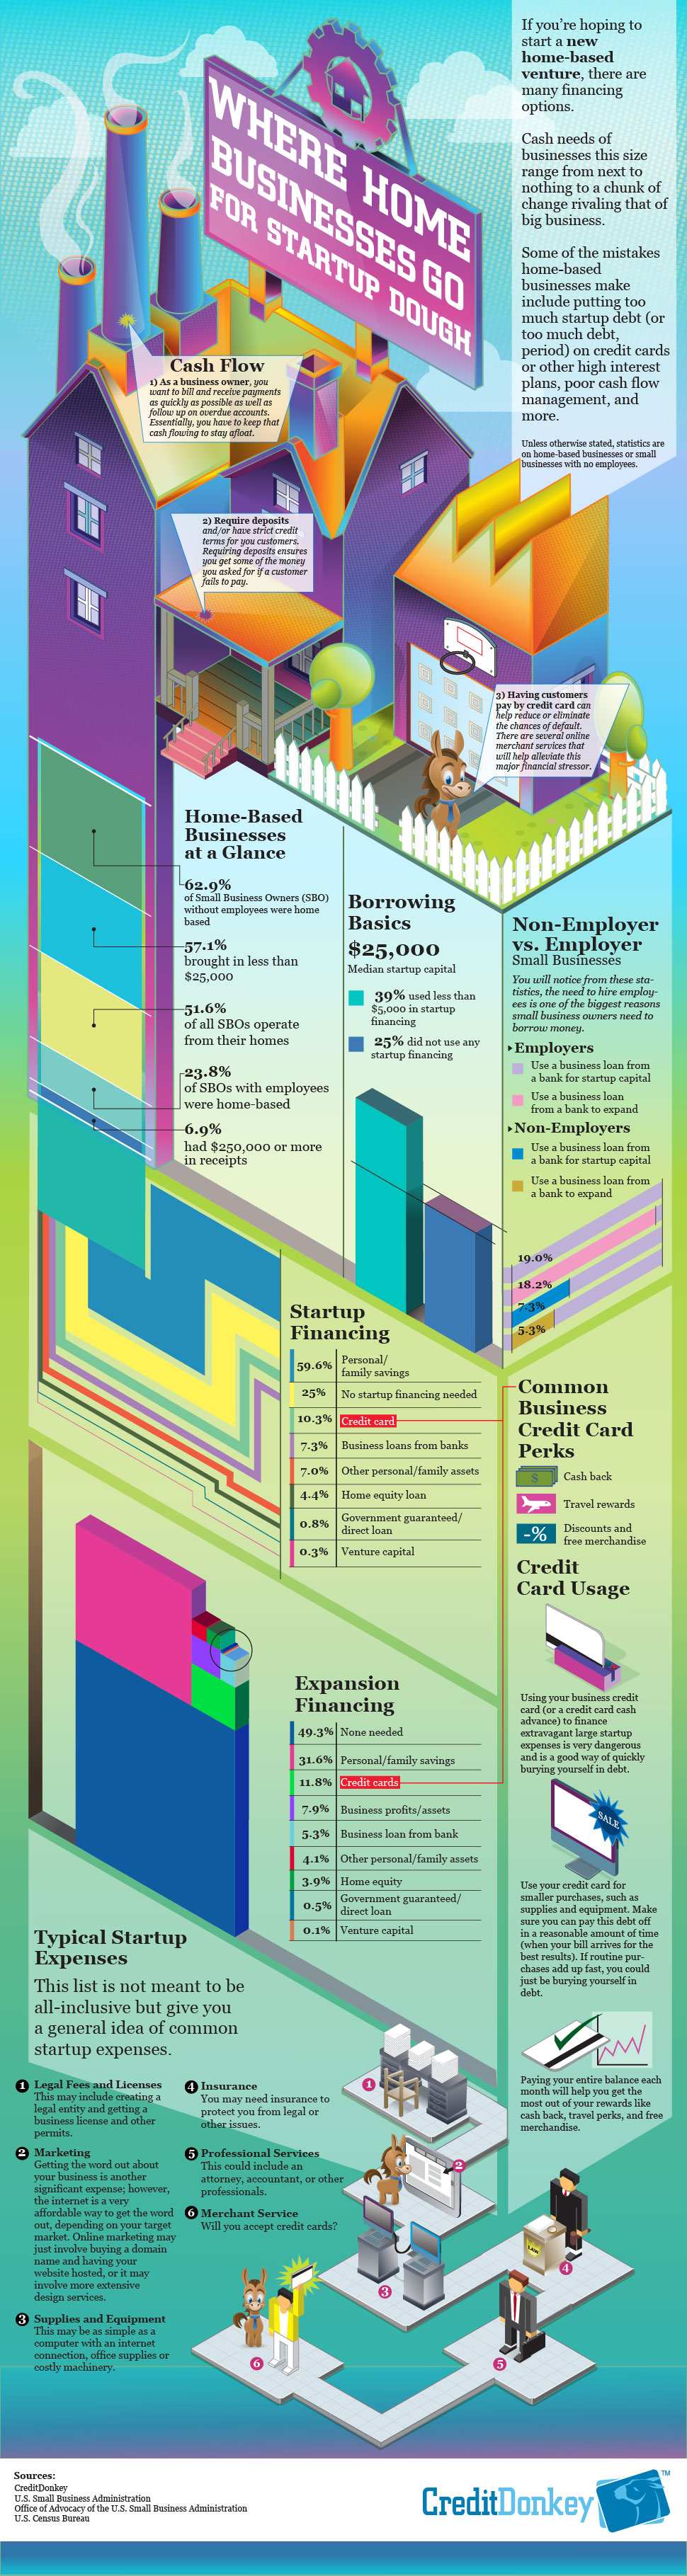 WHERE HOME
BUSINESSES GO
FOR STARTUP DOUGH
If you're hoping to
start a new
home-based
venture, there are
many financing
options.
Cash needs of
businesses this size
range from next to
nothing to a chunk of
change rivaling that of
big business.
Some of the mistakes
home-based
businesses make
include putting too
much startup debt (or
too much debt,
period) on credit cards
or other high interest
plans, poor cash flow
management, and
more.
Unless otherwise stated, statistics are
on home-based businesses or small
businesses with no employees.
Cash Flow
1) As a business owner, you
want to bill and receive payments
as quickly as possible as well as
follow up on overdue accounts.
Essentially, you have to keep that
cash flowing to stay afloat.
2) Require deposits
and/or have strict credit
terms for you customers.
Requiring deposits ensures
you get some of the money
you asked for if a customer
fails to pay.
3) Having customers
pay by credit card can
help reduce or eliminate
the chances of default.
There are several online
merchant services that
will help alleviate this
major financial stressor.
Home-Based
Businesses
at a Glance
62.9%
of Small Business Owners (SBO)
without employees were home
based
57.1%
brought in less than
$25,000
51.6%
of all SBOs operate
from their homes
23.8%
of SBOs with employees
were home-based
6.9%
had $250,000 or more
in receipts
Borrowing
Basics
$25,000
Median startup capital
39% used less than
$5,000 in startup
financing
25% did not use any
startup financing
Non-Employer
vs. Employer
Small Businesses
You will notice from these sta-
tistics, the need to hire employ-
ees is one of the biggest reasons
small business owners need to
borrow money.
Employers
Use a business loan from
a bank for startup capital
Use a business loan
from a bank to expand
Non-Employers
Use a business loan from
a bank for startup capital
Use a business loan from
a bank to expand
19.0%
18.2%
7.3%
5.3%
Startup
Financing
59.6% Personal/
family savings
25% No startup financing needed
10.3% Credit card
7.3% Business loans from banks
7.0% Other personal/family assets
4.4% Home equity loan
0.8% Government guaranteed/
direct loan
0.3% Venture capital
Common
Business
Credit Card
Perks
$ Cash back
Travel rewards
-% Discounts and
free merchandise
Credit
Card Usage
Using your business credit
card (or a credit card cash
advance) to finance
extravagant large startup
expenses is very dangerous
and is a good way of quickly
burying yourself in debt.
SALE
Use your credit card for
smaller purchases, such as
supplies and equipment. Make
sure you can pay this debt off
in a reasonable amount of time
(when your bill arrives for the
best results). If routine pur-
chases add up fast, you could
just be burying yourself in
debt.
Paying your entire balance each
month will help you get the
most out of your rewards like
cash back, travel perks, and free
merchandise.
Expansion
Financing
49.3% None needed
31.6% Personal/family savings
11.8% Credit cards
7.9% Business profits/assets
5.3% Business loan from bank
4.1% Other personal/family assets
3.9% Home equity
0.5% Government guaranteed/
direct loan
0.1% Venture capital
Typical Startup
Expenses
This list is not meant to be
all-inclusive but give you
a general idea of common
startup expenses.
1 Legal Fees and Licenses
This may include creating a
legal entity and getting a
business license and other
permits.
2 Marketing
Getting the word out about
your business is another
significant expense; however,
the internet is a very
affordable way to get the word
out, depending on your target
market. Online marketing may
just involve buying a domain
name and having your
website hosted, or it may
involve more extensive
design services.
3 Supplies and Equipment
This may be as simple as a
computer with an internet
connection, office supplies or
costly machinery.
4 Insurance
You may need insurance to
protect you from legal or
other issues.
5 Professional Services
This could include an
attorney, accountant, or other
professionals.
6 Merchant Service
Will you accept credit cards?
1
2
3
LAW
4
5
6
Sources:
CreditDonkey
U.S. Small Business Administration
Office of Advocacy of the U.S. Small Business Administration
U.S. Census Bureau
CreditDonkey
TM